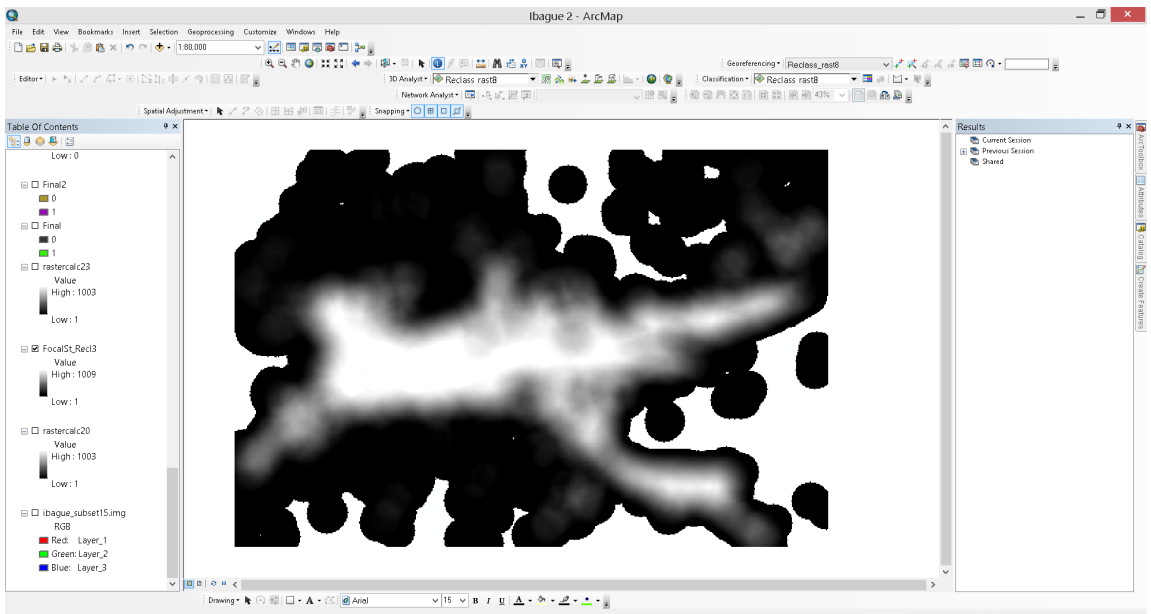 Ibague 2 - ArcMap
File Edit View Bookmarks Insert Selection Geoprocessing Customize Windows Help
1:80,000
Georeferencing Reclass_rast8
Editor 3D Analyst Reclass rast8 Classification Reclass rast8
Network Analyst 43%
Spatial Adjustment Snapping
Table Of Contents
Low : 0
Final2
0
1
Final
0
1
rastercalc23
Value
High : 1003
Low : 1
FocalSt_Recl3
Value
High : 1009
Low : 1
rastercalc20
Value
High : 1003
Low : 1
ibague_subset15.img
RGB
Red: Layer_1
Green: Layer_2
Blue: Layer_3
Results
Current Session
Previous Session
Shared
ArcToolbox
Attributes
Catalog
Create Features
Drawing Arial 15 B I U A